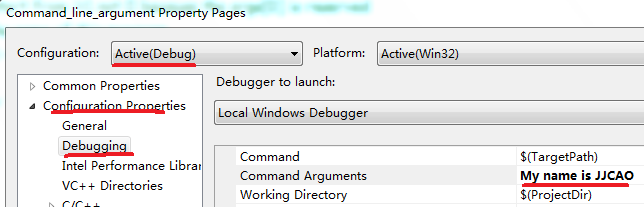 Command_line_argument Property Pages
Configuration: Active(Debug) Platform: Active(Win32)
Common Properties
Configuration Properties
General
Debugging
Intel Performance Librar
VC++ Directories
C/C++
Debugger to launch:
Local Windows Debugger
Command $(TargetPath)
Command Arguments My name is JJCAO
Working Directory $(ProjectDir)